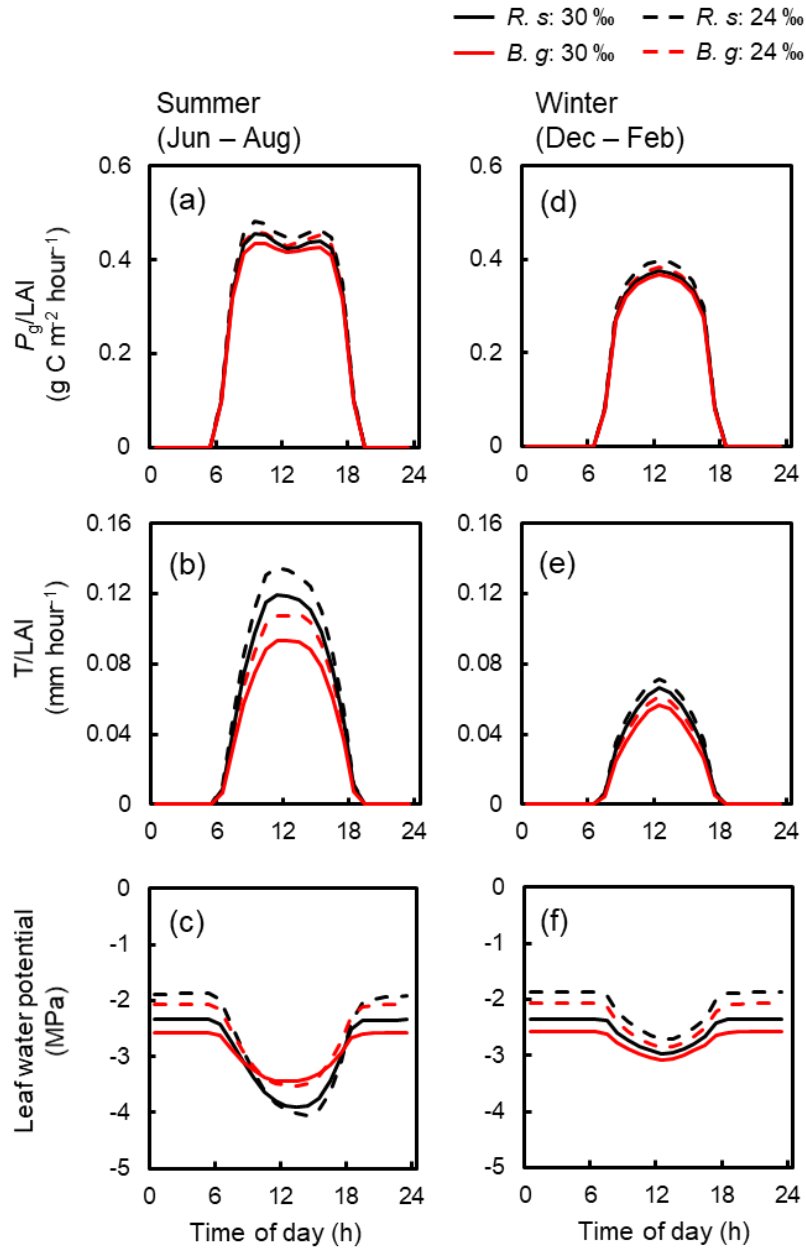 R. s: 30 ‰ R. s: 24 ‰
B. g: 30 ‰ B. g: 24 ‰
Summer
(Jun – Aug)
Winter
(Dec – Feb)
Pg/LAI
(g C m-2 hour-1)
0.6
0.4
0.2
0
(a)
0 6 12 18 24
0.6
0.4
0.2
0
(d)
0 6 12 18 24
T/LAI
(mm hour-1)
0.16
0.12
0.08
0.04
0
(b)
0 6 12 18 24
0.16
0.12
0.08
0.04
0
(e)
0 6 12 18 24
Leaf water potential
(MPa)
0
-1
-2
-3
-4
-5
(c)
0 6 12 18 24
Time of day (h)
0
-1
-2
-3
-4
-5
(f)
0 6 12 18 24
Time of day (h)